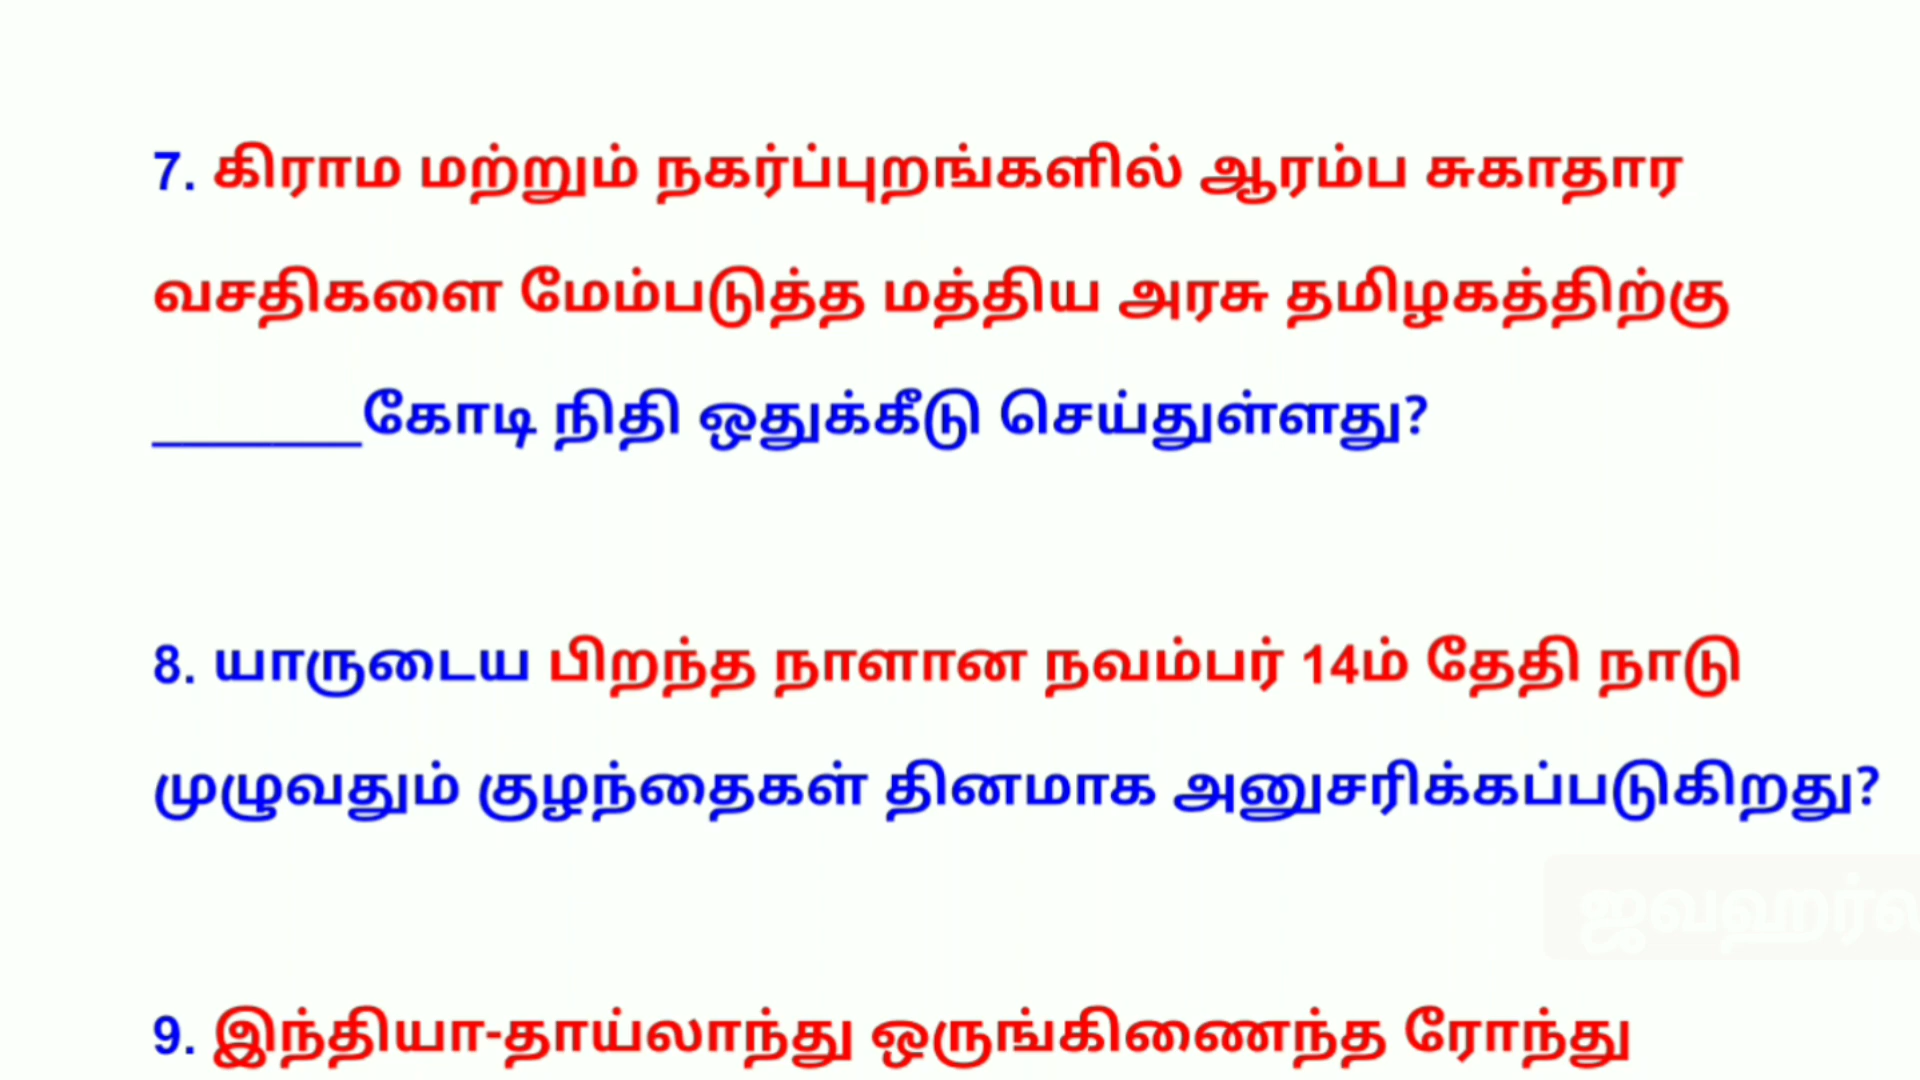 7. கிராம மற்றும் நகர்ப்புறங்களில் ஆரம்ப சுகாதார
வசதிகளை மேம்படுத்த மத்திய அரசு தமிழகத்திற்கு
_______கோடி நிதி ஒதுக்கீடு செய்துள்ளது?
8. யாருடைய பிறந்த நாளான நவம்பர் 14ம் தேதி நாடு
முழுவதும் குழந்தைகள் தினமாக அனுசரிக்கப்படுகிறது?
9. இந்தியா-தாய்லாந்து ஒருங்கிணைந்த ரோந்து